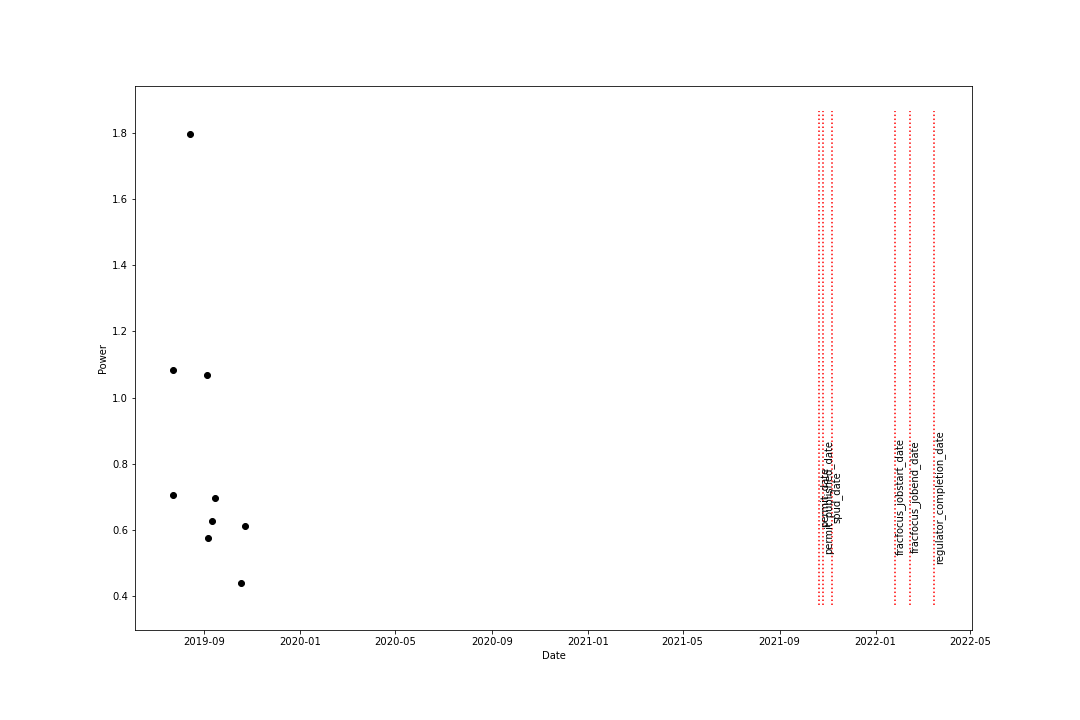 1.8
1.6
1.4
1.2
1.0
0.8
0.6
0.4
Power
permit_date
permit_published_date
spud_date
fracfocus_jobstart_date
fracfocus_jobend_date
regulator_completion_date
2019-09
2020-01
2020-05
2020-09
2021-01
2021-05
2021-09
2022-01
2022-05
Date